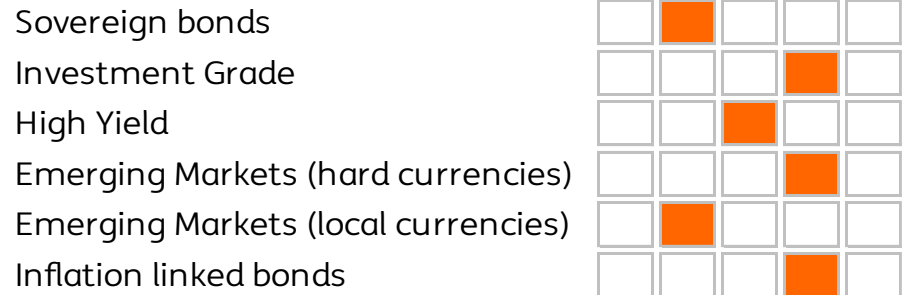 Sovereign bonds
Investment Grade
High Yield
Emerging Markets (hard currencies)
Emerging Markets (local currencies)
Inflation linked bonds